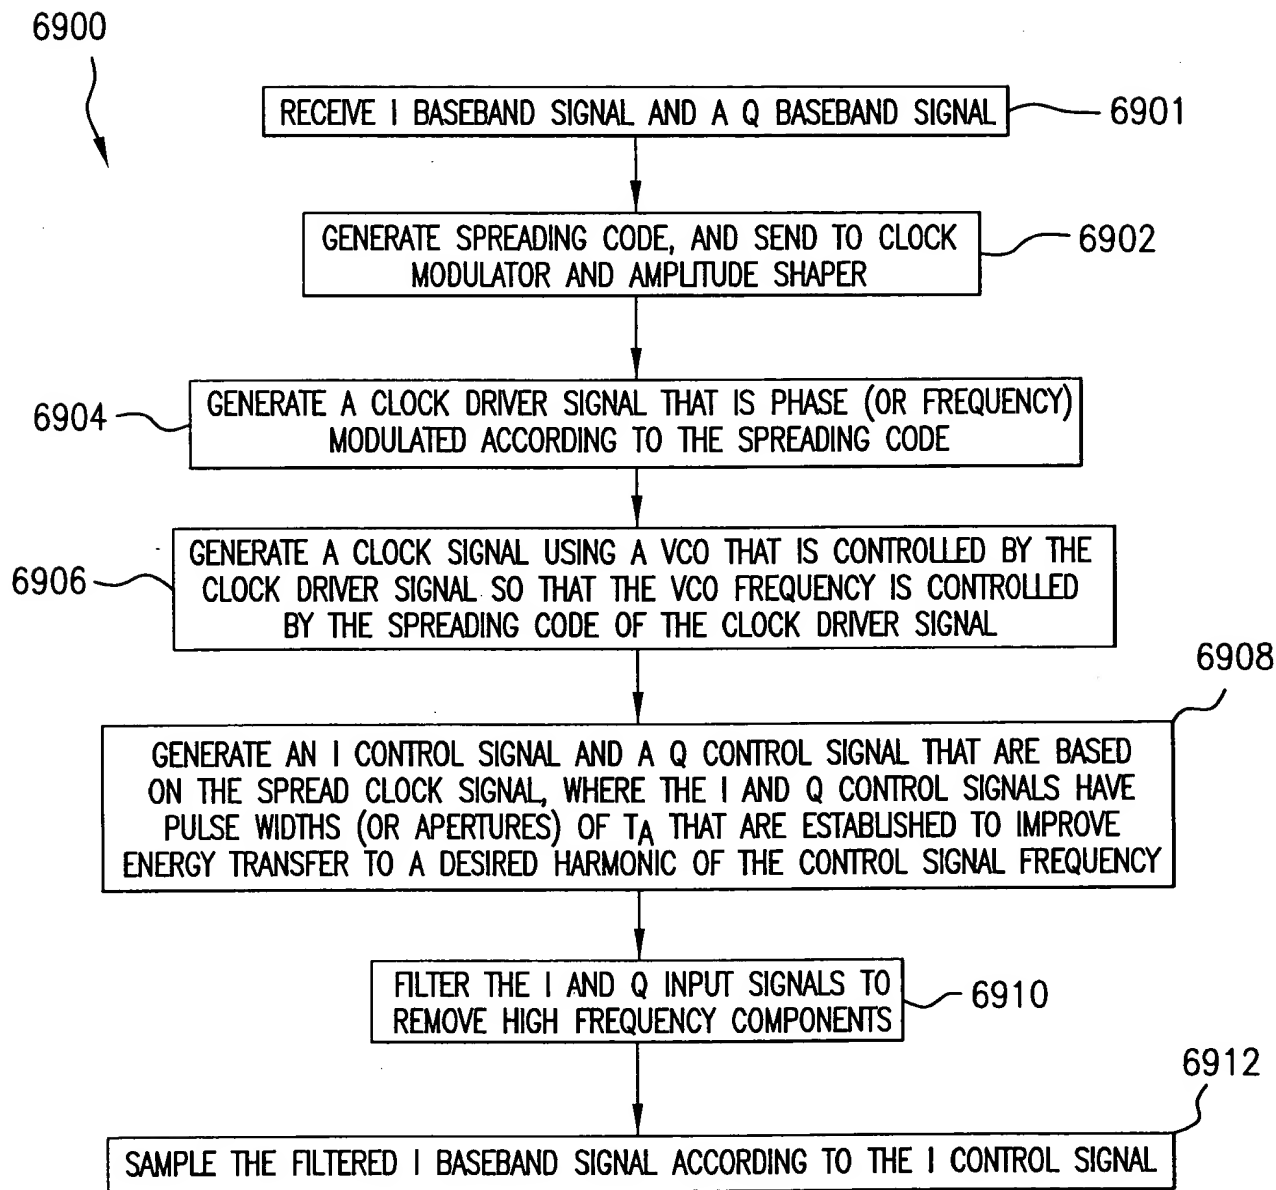 6900
RECEIVE I BASEBAND SIGNAL AND A Q BASEBAND SIGNAL
6901
GENERATE SPREADING CODE, AND SEND TO CLOCK
MODULATOR AND AMPLITUDE SHAPER
6902
GENERATE A CLOCK DRIVER SIGNAL THAT IS PHASE (OR FREQUENCY)
MODULATED ACCORDING TO THE SPREADING CODE
6904
GENERATE A CLOCK SIGNAL USING A VCO THAT IS CONTROLLED BY THE
CLOCK DRIVER SIGNAL SO THAT THE VCO FREQUENCY IS CONTROLLED
BY THE SPREADING CODE OF THE CLOCK DRIVER SIGNAL
6906
6908
GENERATE AN I CONTROL SIGNAL AND A Q CONTROL SIGNAL THAT ARE BASED
ON THE SPREAD CLOCK SIGNAL, WHERE THE I AND Q CONTROL SIGNALS HAVE
PULSE WIDTHS (OR APERTURES) OF TA THAT ARE ESTABLISHED TO IMPROVE
ENERGY TRANSFER TO A DESIRED HARMONIC OF THE CONTROL SIGNAL FREQUENCY
FILTER THE I AND Q INPUT SIGNALS TO
REMOVE HIGH FREQUENCY COMPONENTS
6910
6912
SAMPLE THE FILTERED I BASEBAND SIGNAL ACCORDING TO THE I CONTROL SIGNAL